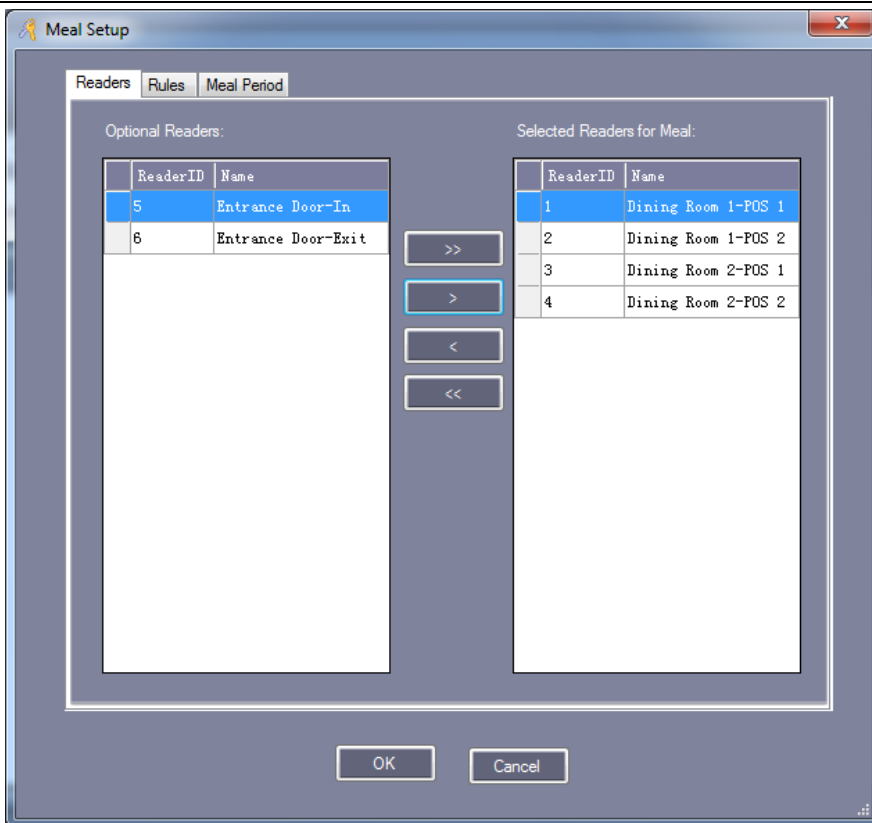 Meal Setup
x
Readers Rules Meal Period
Optional Readers:
ReaderID Name
5 Entrance Door-In
6 Entrance Door-Exit
>>
>
<
<<
Selected Readers for Meal:
ReaderID Name
1 Dining Room 1-POS 1
2 Dining Room 1-POS 2
3 Dining Room 2-POS 1
4 Dining Room 2-POS 2
OK Cancel